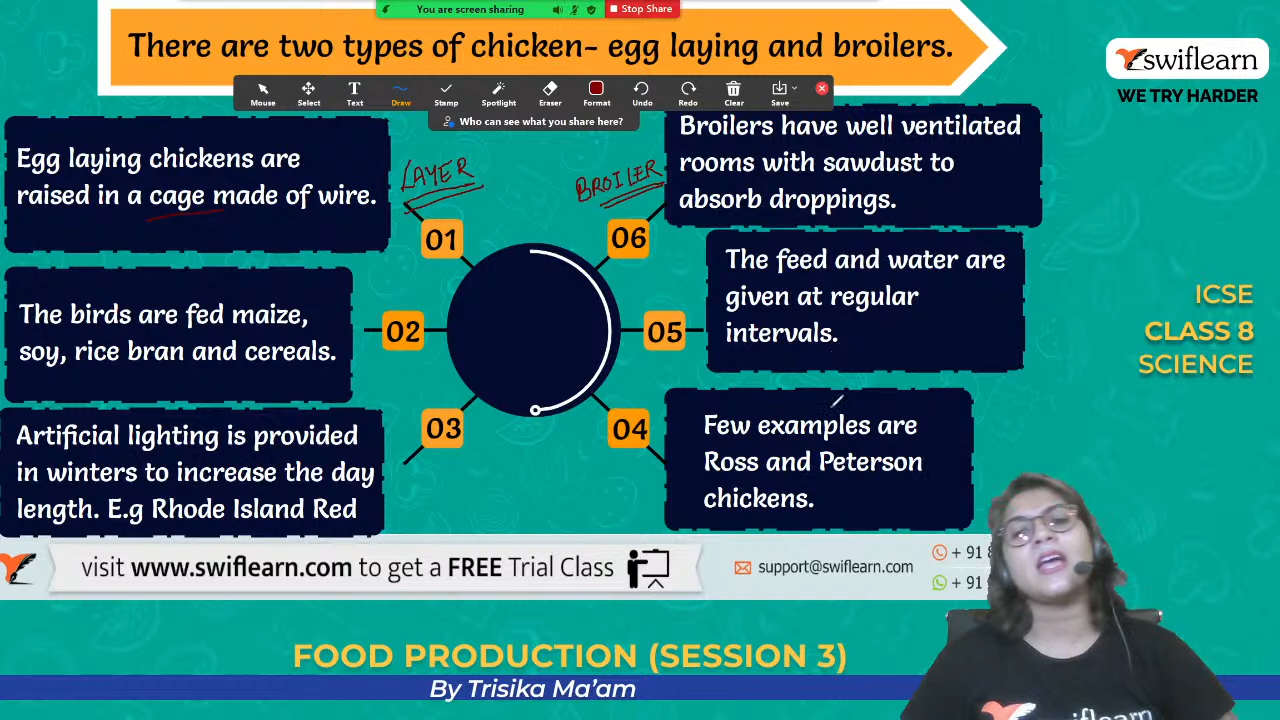 You are screen sharing
Stop Share
There are two types of chicken- egg laying and broilers.
swiflearn
WE TRY HARDER
Mouse
Select
Text
Draw
Stamp
Spotlight
Eraser
Format
Undo
Redo
Clear
Save
Who can see what you share here?
Egg laying chickens are
raised in a cage made of wire.
LAYER
01
The birds are fed maize,
soy, rice bran and cereals.
02
Artificial lighting is provided
in winters to increase the day
length. E.g Rhode Island Red
03
BROILER
06
Broilers have well ventilated
rooms with sawdust to
absorb droppings.
05
The feed and water are
given at regular
intervals.
04
Few examples are
Ross and Peterson
chickens.
ICSE
CLASS 8
SCIENCE
visit www.swiflearn.com to get a FREE Trial Class
support@swiflearn.com
+ 91
+ 91
FOOD PRODUCTION (SESSION 3)
By Trisika Ma'am
swiflearn